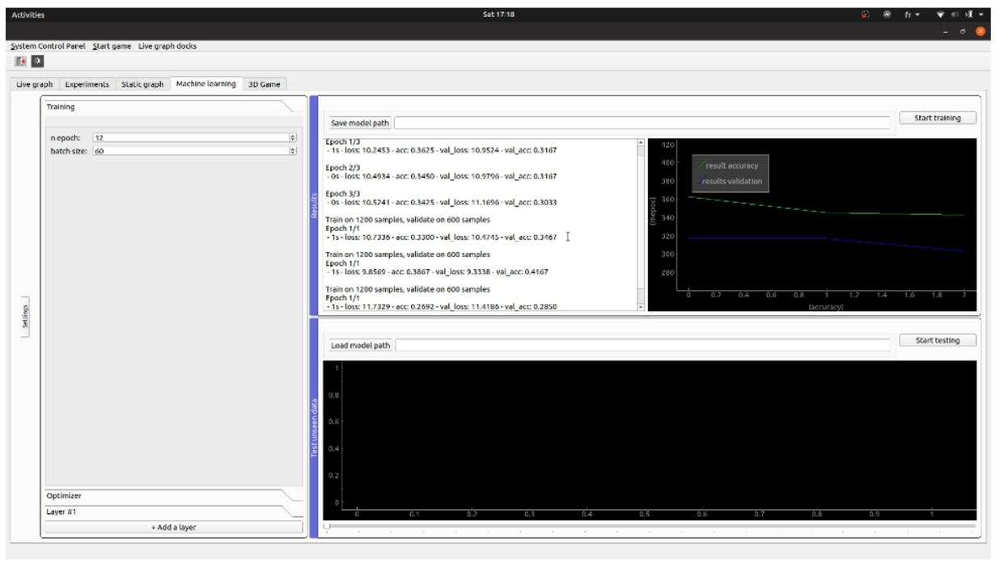 Activities
Sat 17:18
fr
System Control Panel Start game Live graph docks
Live graph Experiments Static graph Machine learning 3D Game
Training
n epoch: 12
batch size: 60
Settings
Optimizer
Layer #1
+ Add a layer
Results
Save model path
Start training
Epoch 1/3
- 1s - loss: 10.2453 - acc: 0.3625 - val_loss: 10.9524 - val_acc: 0.3167
Epoch 2/3
- 0s - loss: 10.4934 - acc: 0.3450 - val_loss: 10.9796 - val_acc: 0.3167
Epoch 3/3
- 0s - loss: 10.5241 - acc: 0.3425 - val_loss: 11.1696 - val_acc: 0.3033
Train on 1200 samples, validate on 600 samples
Epoch 1/1
- 1s - loss: 10.7336 - acc: 0.3300 - val_loss: 10.4745 - val_acc: 0.3467
Train on 1200 samples, validate on 600 samples
Epoch 1/1
- 1s - loss: 9.8569 - acc: 0.3867 - val_loss: 9.3338 - val_acc: 0.4167
Train on 1200 samples, validate on 600 samples
Epoch 1/1
- 1s - loss: 11.7329 - acc: 0.2692 - val_loss: 11.4186 - val_acc: 0.2850
result accuracy
results validation
420
400
380
360
340
320
300
280
(mepoc)
0 0.2 0.4 0.6 0.8 1 1.2 1.4 1.6 1.8 2
(accuracy)
Test unseen data
Load model path
Start testing
1
0.8
0.6
0.4
0.2
0
0 0.1 0.2 0.3 0.4 0.5 0.6 0.7 0.8 0.9 1